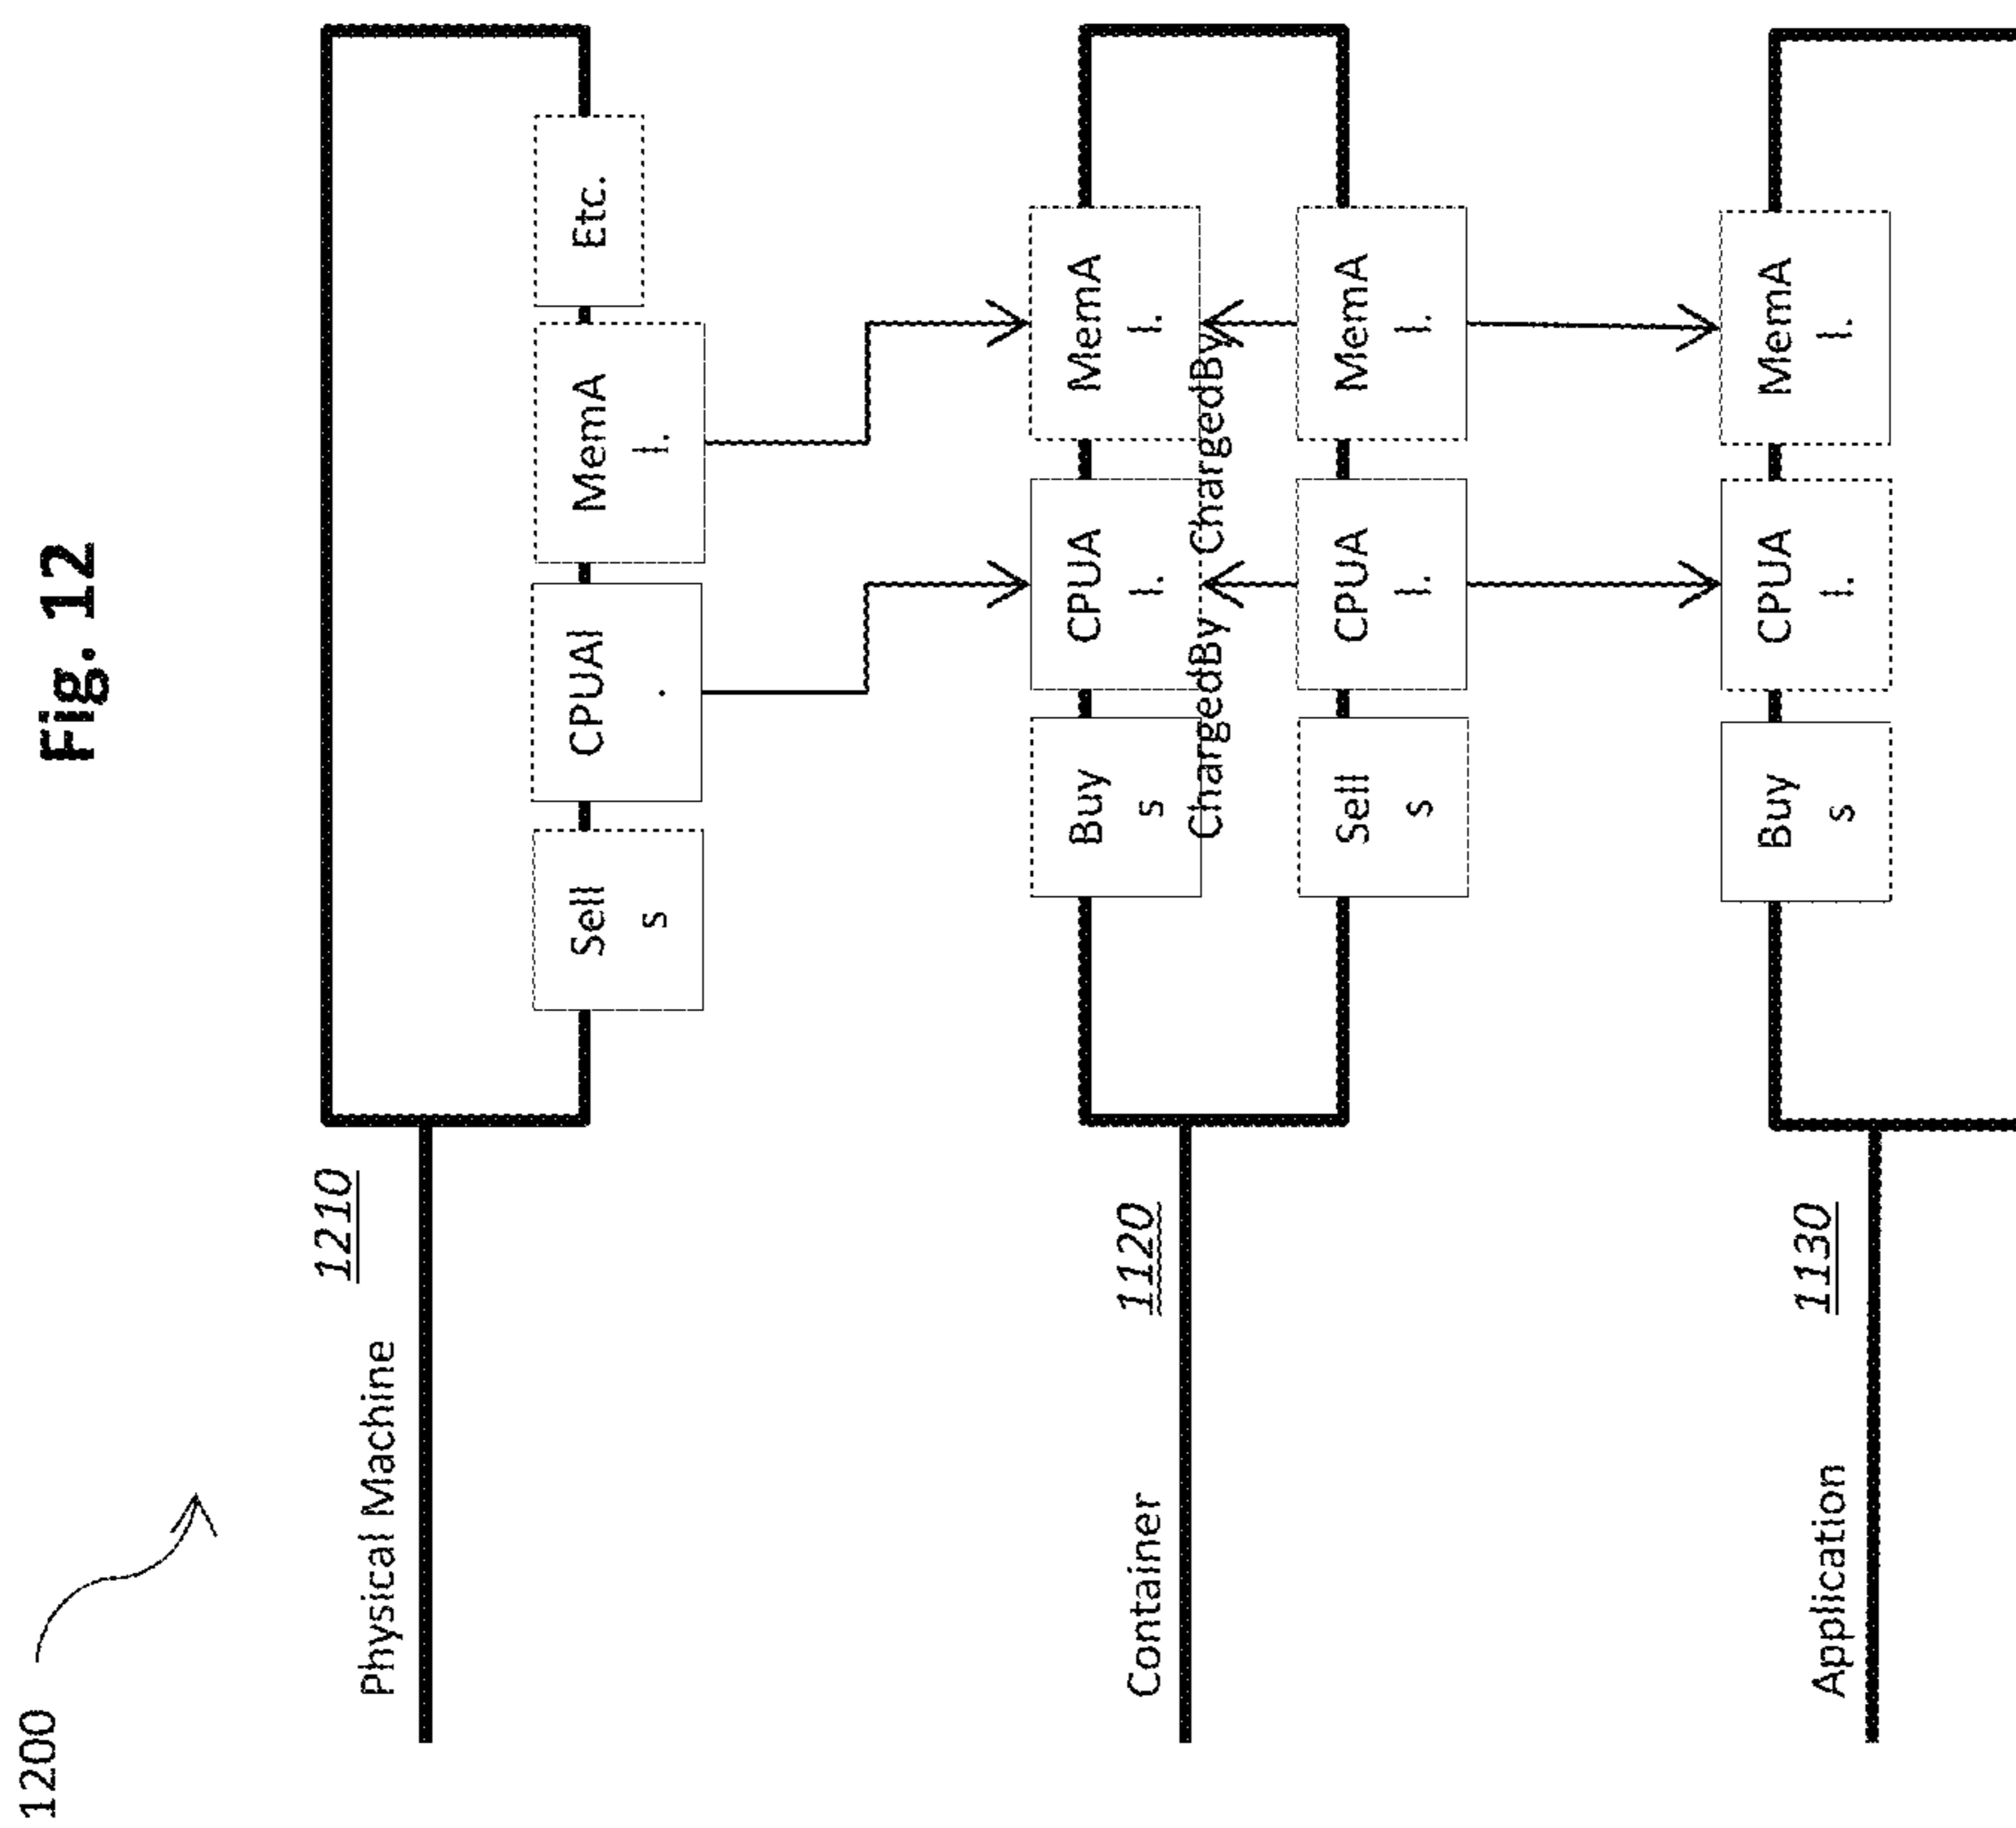 Fig. 12
1200
Physical Machine
1210
Sell
s
CPUAl
.
MemA
l.
Etc.
Container
1120
Buy
s
CPUA
l.
MemA
l.
ChargedBy
ChargedBy
Sell
s
CPUA
l.
MemA
l.
Application
1130
Buy
s
CPUA
l.
MemA
l.